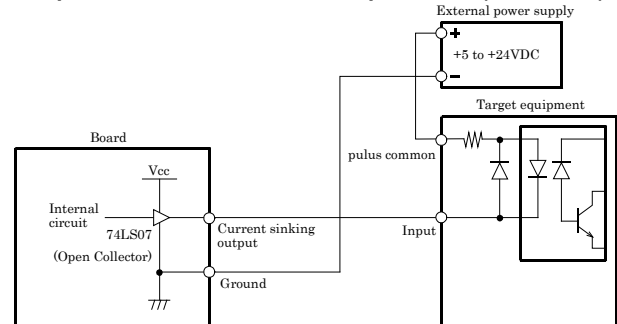 External power supply
+
+5 to +24VDC
−
Target equipment
Board
pulus common
Vcc
Internal
circuit
74LS07
(Open Collector)
Current sinking
output
Input
Ground